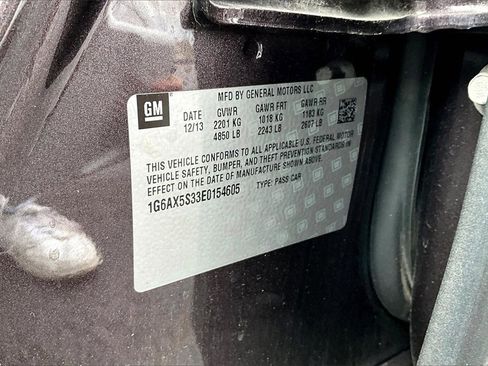 MFD BY GENERAL MOTORS LLC
GM
DATE GVWR GAWR FRT GAWR RR
12/13 2201 KG 1018 KG 1183 KG
4850 LB 2243 LB 2607 LB
THIS VEHICLE CONFORMS TO ALL APPLICABLE U.S. FEDERAL MOTOR
VEHICLE SAFETY, BUMPER, AND THEFT PREVENTION STANDARDS IN
EFFECT ON THE DATE OF MANUFACTURE SHOWN ABOVE.
1G6AX5S33E0154605 TYPE: PASS CAR